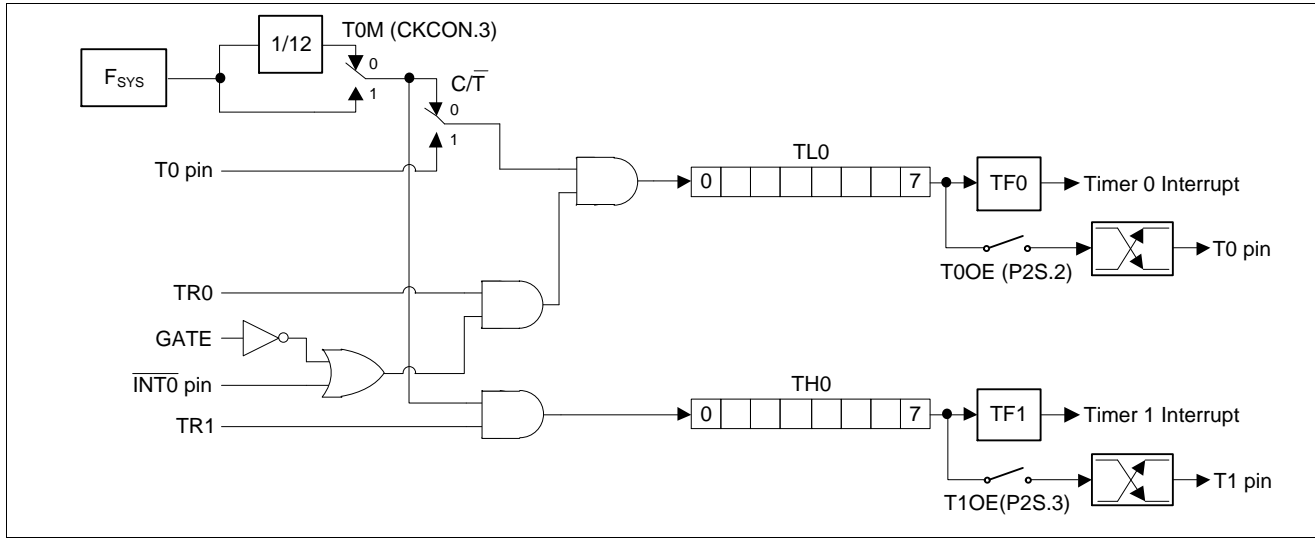 1/12
T0M (CKCON.3)
F_SYS
0
1
C/T̅
0
1
T0 pin
TL0
0 7
TF0
Timer 0 Interrupt
T0 pin
T0OE (P2S.2)
TR0
GATE
I̅N̅T̅0̅ pin
TR1
TH0
0 7
TF1
Timer 1 Interrupt
T1 pin
T1OE(P2S.3)